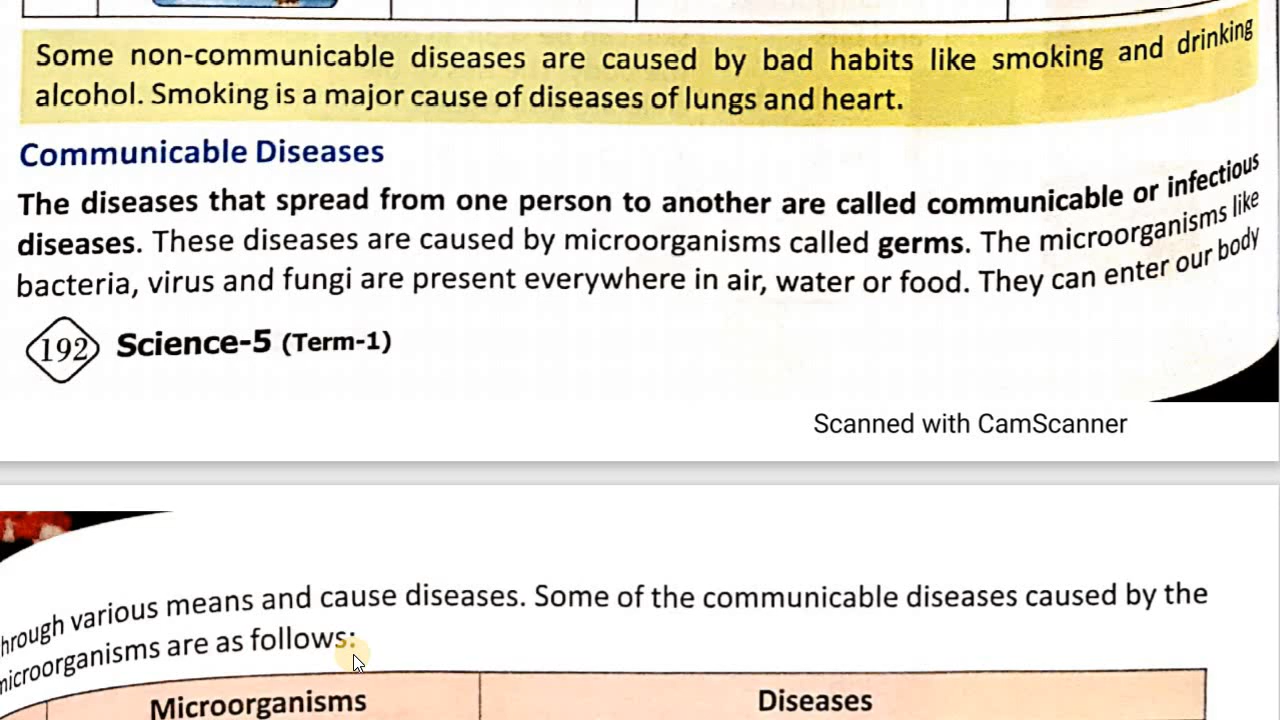 Some non-communicable diseases are caused by bad habits like smoking and drinking
alcohol. Smoking is a major cause of diseases of lungs and heart.
Communicable Diseases
The diseases that spread from one person to another are called communicable or infectious
diseases. These diseases are caused by microorganisms called germs. The microorganisms like
bacteria, virus and fungi are present everywhere in air, water or food. They can enter our body
192 Science-5 (Term-1)
Scanned with CamScanner
hrough various means and cause diseases. Some of the communicable diseases caused by the
nicroorganisms are as follows:
Microorganisms Diseases